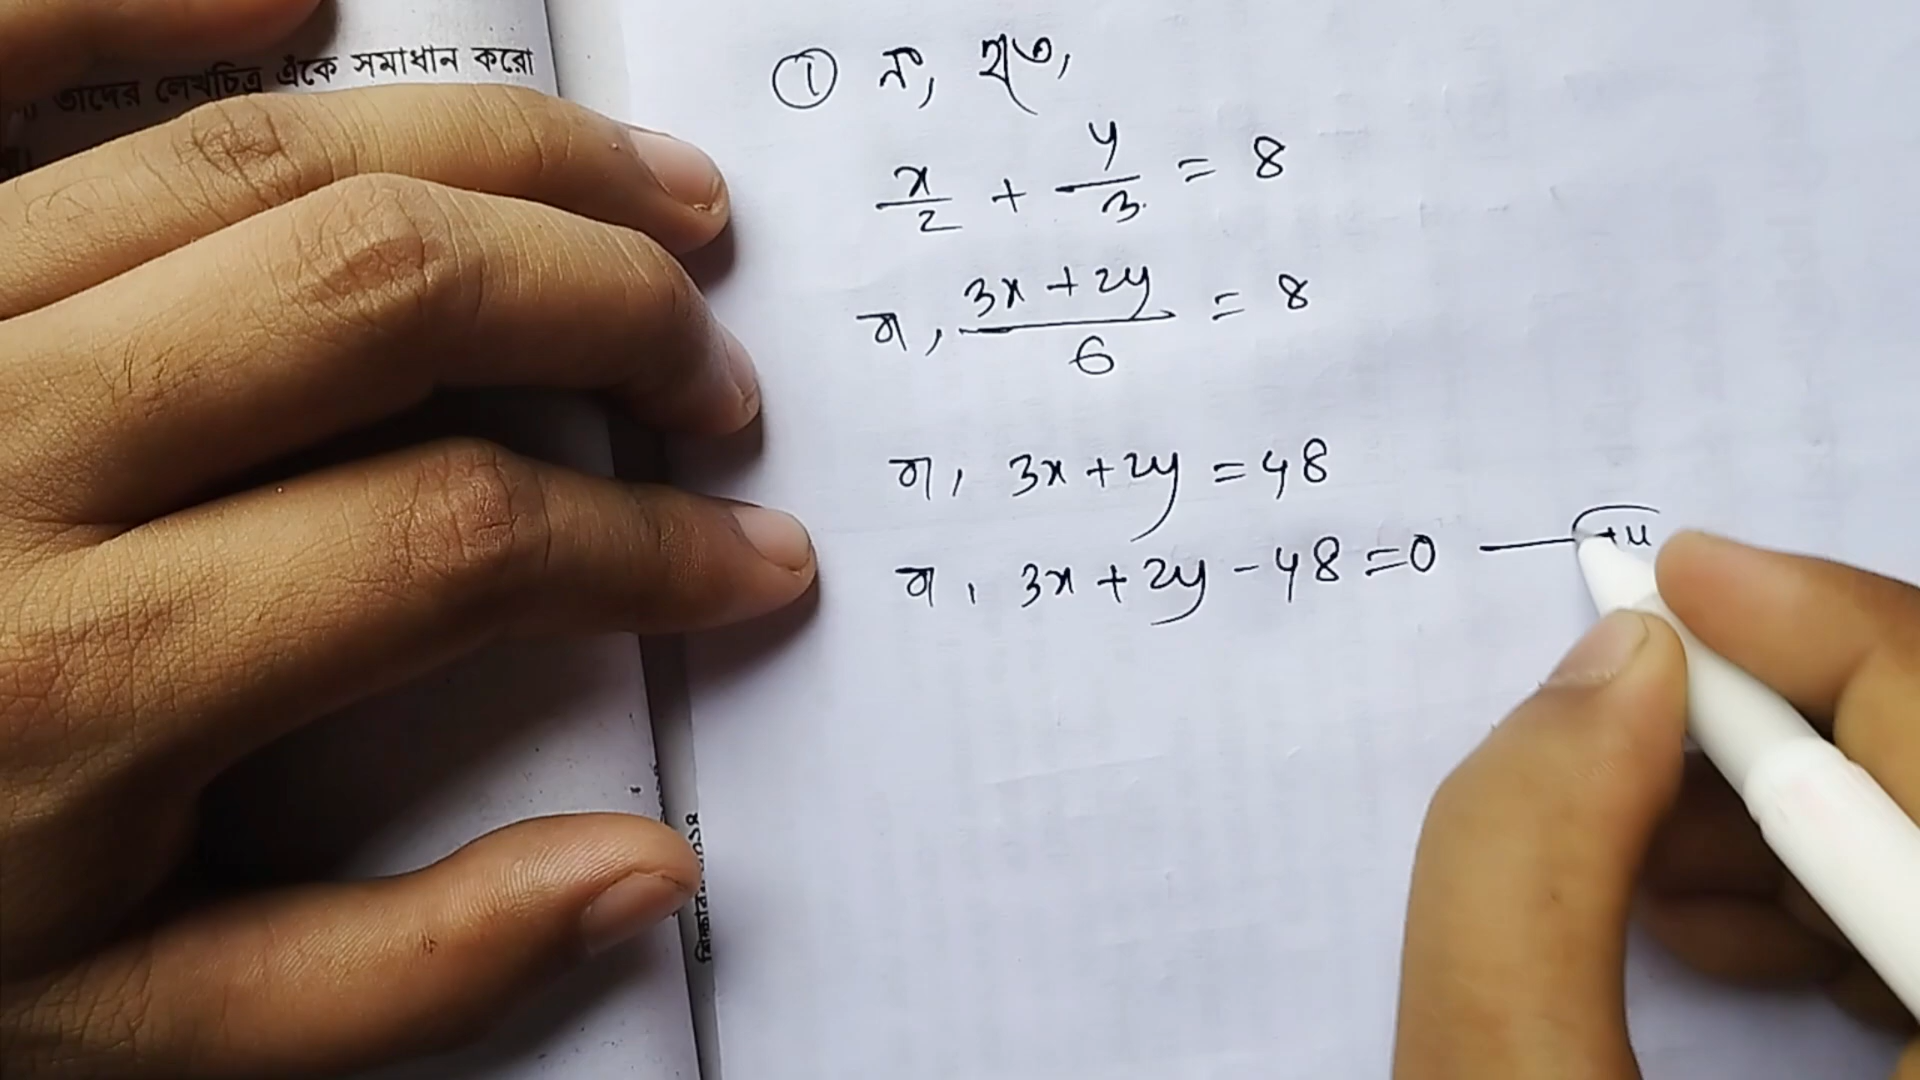 তাদের লেখচিত্র এঁকে সমাধান করো
① নং, হতে,
x/2 + y/3 = 8
বা, (3x + 2y)/6 = 8
বা, 3x + 2y = 48
বা, 3x + 2y - 48 = 0